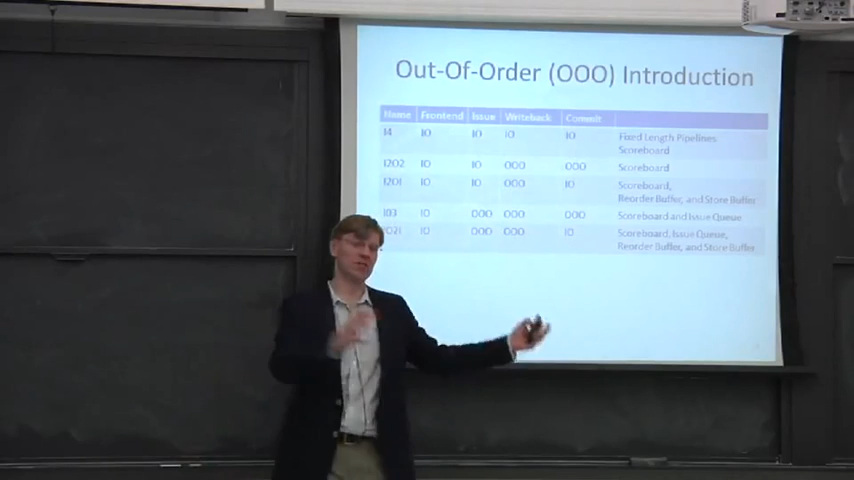 Out-Of-Order (OOO) Introduction
Name Frontend Issue Writeback Commit
I4 IO IO IO IO Fixed Length Pipelines
Scoreboard
I2O2 IO IO OOO OOO Scoreboard
I2OI IO IO OOO IO Scoreboard,
Reorder Buffer, and Store Buffer
IO3 IO OOO OOO OOO Scoreboard and Issue Queue
IO2I IO OOO OOO IO Scoreboard, Issue Queue,
Reorder Buffer, and Store Buffer